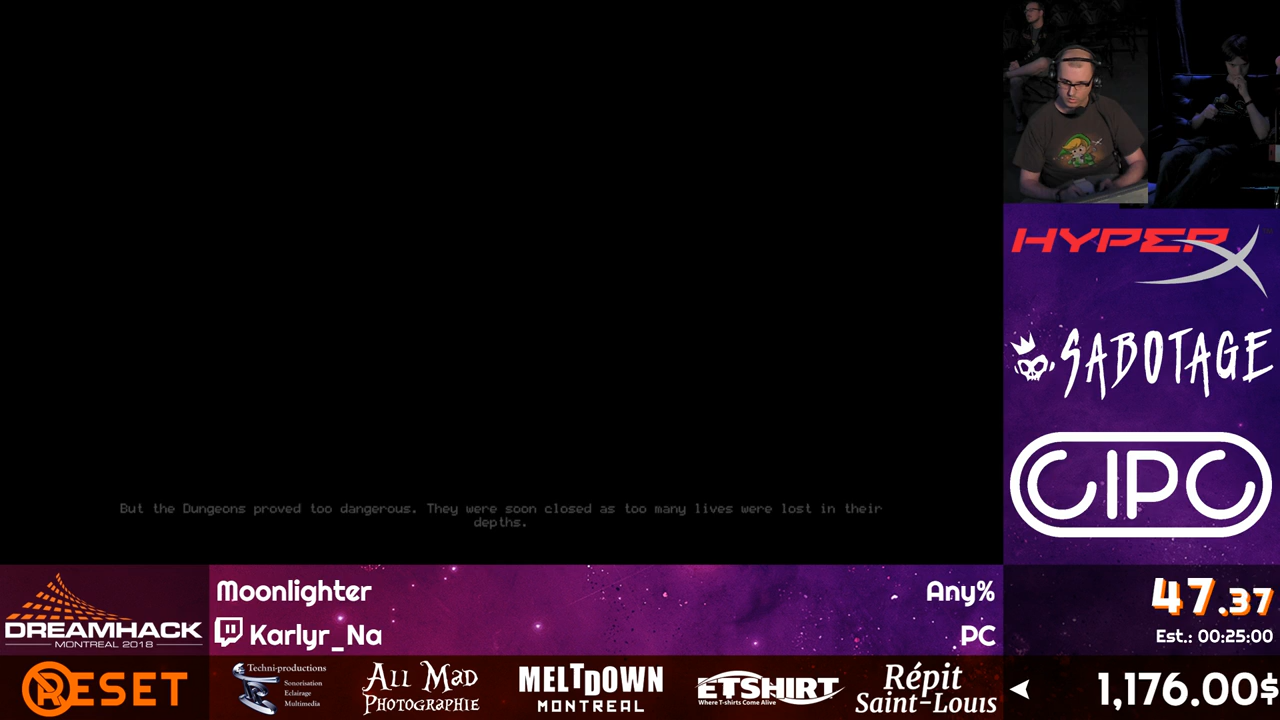 But the Dungeons proved too dangerous. They were soon closed as too many lives were lost in their
depths.
HYPERX
SABOTAGE
CIPC
DREAMHACK
MONTREAL 2018
Moonlighter
Any%
Karlyr_Na
PC
47.37
Est.: 00:25:00
RESET
Techni-productions
Sonorisation
Eclairage
Multimedia
ALL MAD
PHOTOGRAPHIE
MELTDOWN
MONTREAL
ETSHIRT
Where T-shirts Come Alive
Répit
Saint-Louis
1,176.00$